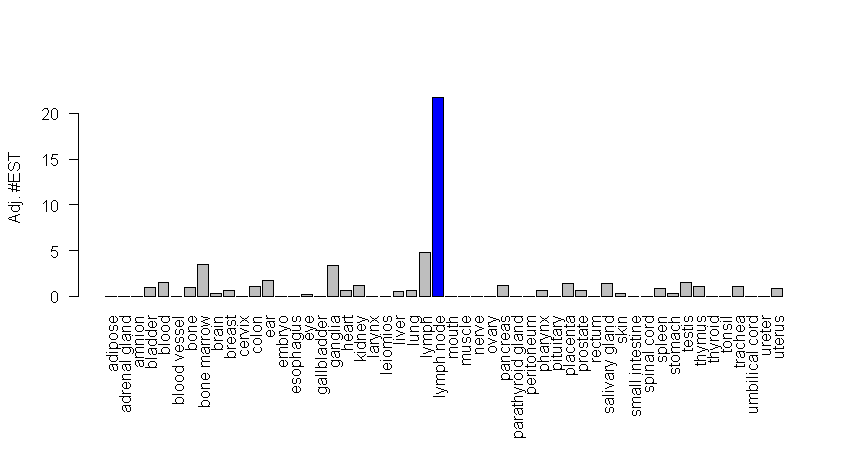 Adj. #EST
20
15
10
5
0
adipose
adrenal gland
amnion
bladder
blood
blood vessel
bone
bone marrow
brain
breast
cervix
colon
ear
embryo
esophagus
eye
gallbladder
ganglia
heart
kidney
larynx
leiomios
liver
lung
lymph
lymph node
mouth
muscle
nerve
ovary
pancreas
parathyroid gland
peritoneum
pharynx
pituitary
placenta
prostate
rectum
salivary gland
skin
small intestine
spinal cord
spleen
stomach
testis
thymus
thyroid
tonsil
trachea
umbilical cord
ureter
uterus